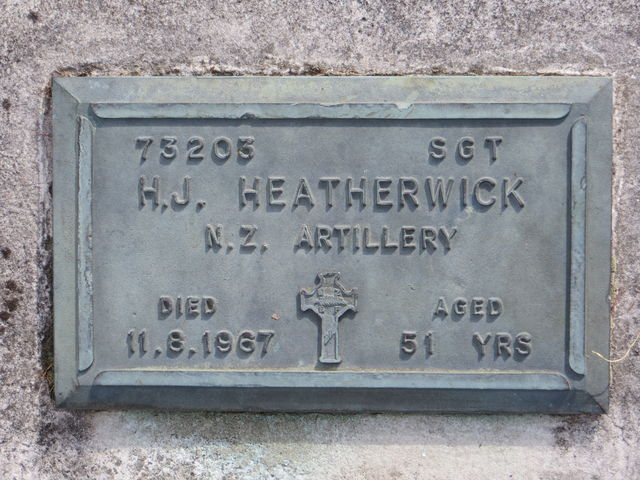 73203 SGT
H.J. HEATHERWICK
N.Z. ARTILLERY
DIED AGED
11.8.1967 51 YRS